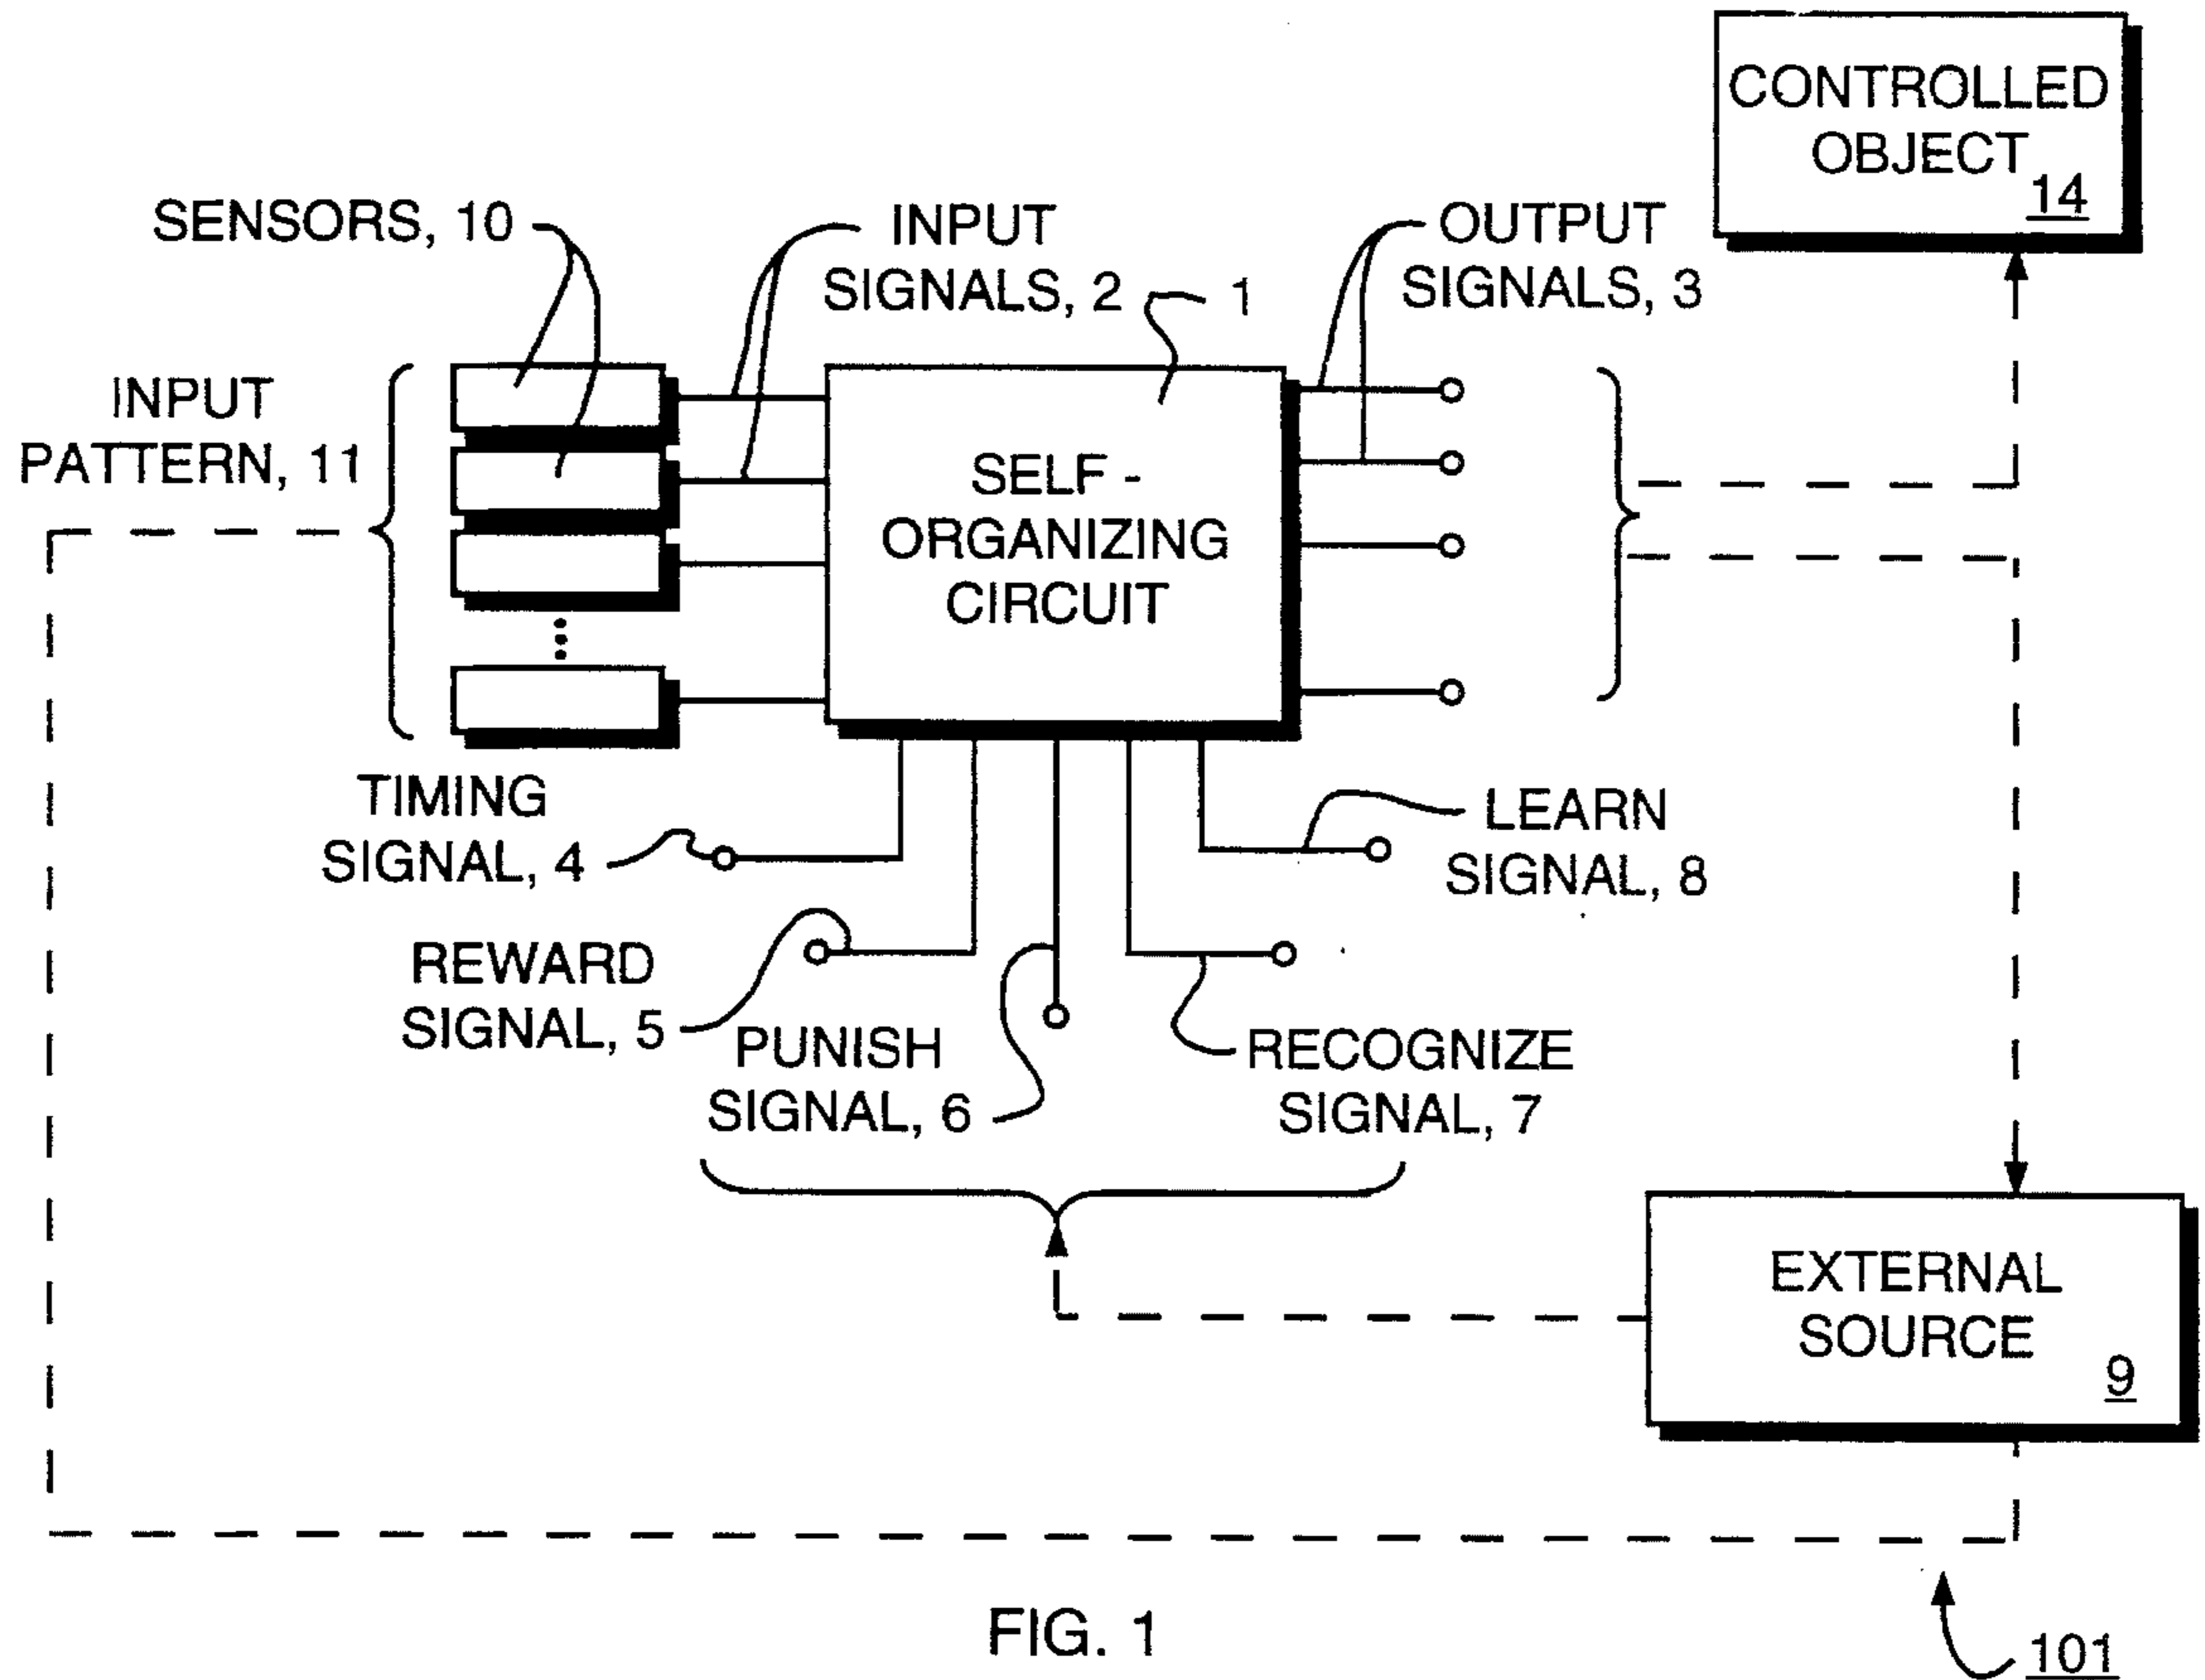 CONTROLLED
OBJECT
14
SENSORS, 10
INPUT
SIGNALS, 2
1
OUTPUT
SIGNALS, 3
INPUT
PATTERN, 11
SELF -
ORGANIZING
CIRCUIT
TIMING
SIGNAL, 4
LEARN
SIGNAL, 8
REWARD
SIGNAL, 5
PUNISH
SIGNAL, 6
RECOGNIZE
SIGNAL, 7
EXTERNAL
SOURCE
9
FIG. 1
101